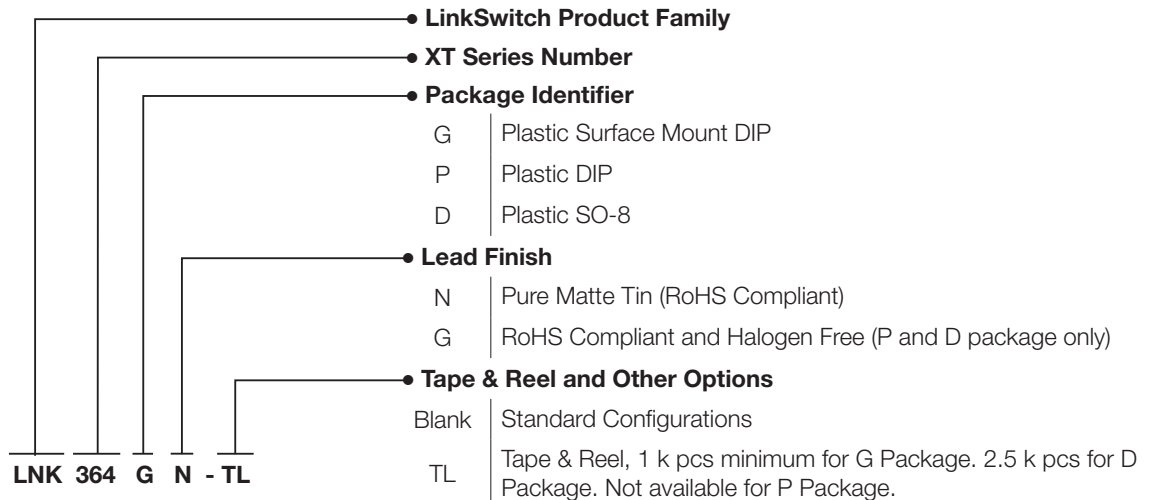 • LinkSwitch Product Family
• XT Series Number
• Package Identifier
G Plastic Surface Mount DIP
P Plastic DIP
D Plastic SO-8
• Lead Finish
N Pure Matte Tin (RoHS Compliant)
G RoHS Compliant and Halogen Free (P and D package only)
• Tape & Reel and Other Options
Blank Standard Configurations
TL Tape & Reel, 1 k pcs minimum for G Package. 2.5 k pcs for D
Package. Not available for P Package.
LNK 364 G N - TL